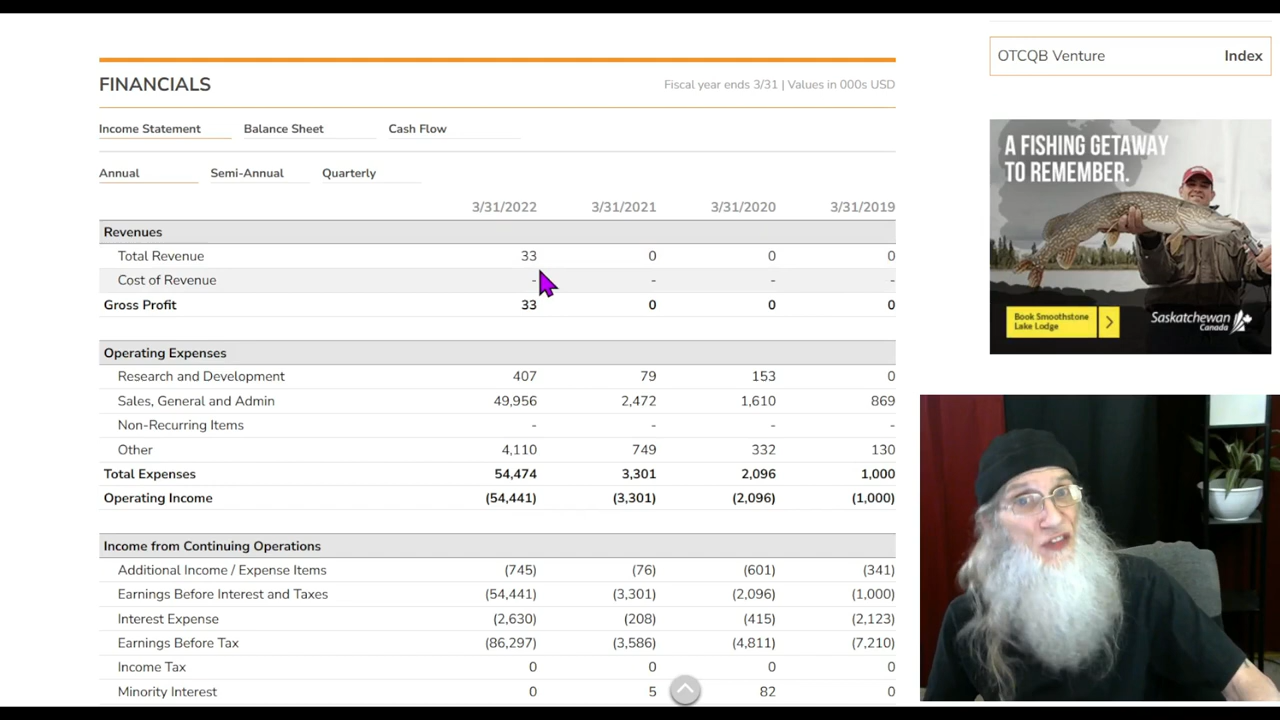 FINANCIALS
Fiscal year ends 3/31 | Values in 000s USD
Income Statement Balance Sheet Cash Flow
Annual Semi-Annual Quarterly
3/31/2022 3/31/2021 3/31/2020 3/31/2019
Revenues
Total Revenue 33 0 0 0
Cost of Revenue - - - -
Gross Profit 33 0 0 0
Operating Expenses
Research and Development 407 79 153 0
Sales, General and Admin 49,956 2,472 1,610 869
Non-Recurring Items - - - -
Other 4,110 749 332 130
Total Expenses 54,474 3,301 2,096 1,000
Operating Income (54,441) (3,301) (2,096) (1,000)
Income from Continuing Operations
Additional Income / Expense Items (745) (76) (601) (341)
Earnings Before Interest and Taxes (54,441) (3,301) (2,096) (1,000)
Interest Expense (2,630) (208) (415) (2,123)
Earnings Before Tax (86,297) (3,586) (4,811) (7,210)
Income Tax 0 0 0 0
Minority Interest 0 5 82 0
OTCQB Venture Index
A FISHING GETAWAY
TO REMEMBER.
Book Smoothstone
Lake Lodge
Saskatchewan
Canada